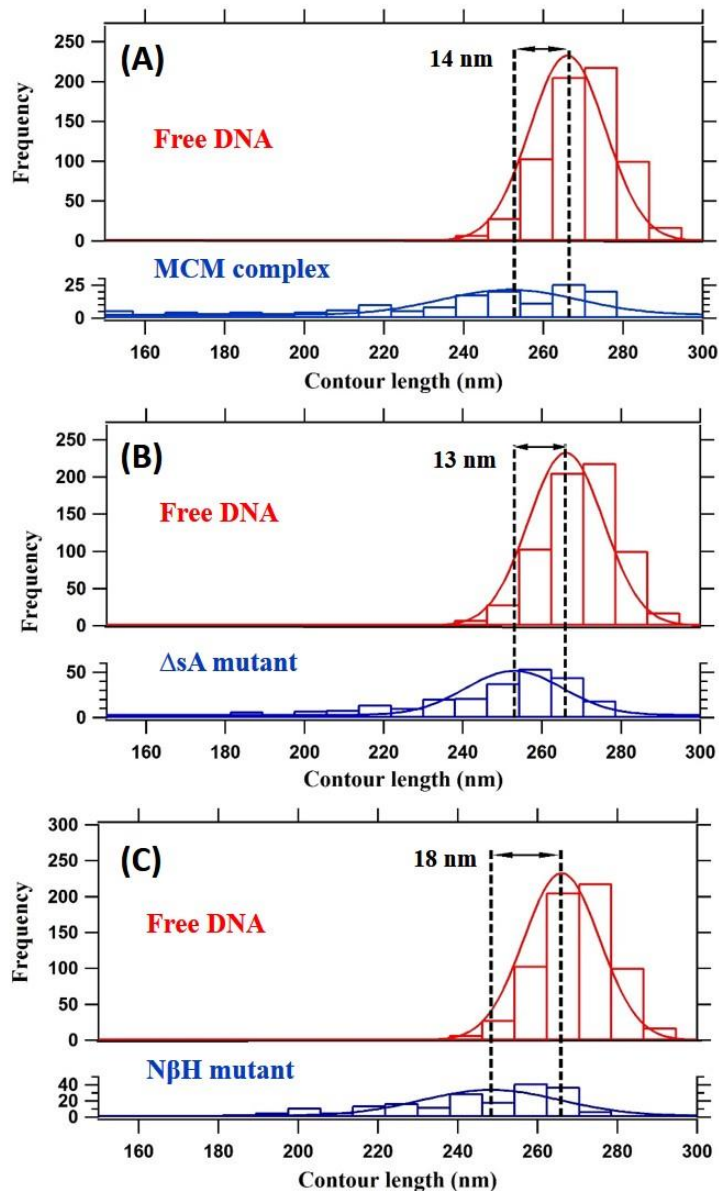 250
(A)
14 nm
200
Free DNA
150
100
50
0
Frequency
MCM complex
25
0
160 180 200 220 240 260 280 300
Contour length (nm)
250
(B)
13 nm
200
Free DNA
150
100
50
0
Frequency
ΔsA mutant
50
0
160 180 200 220 240 260 280 300
Contour length (nm)
300
(C)
18 nm
250
200
Free DNA
150
100
50
0
Frequency
NβH mutant
40
20
0
160 180 200 220 240 260 280 300
Contour length (nm)